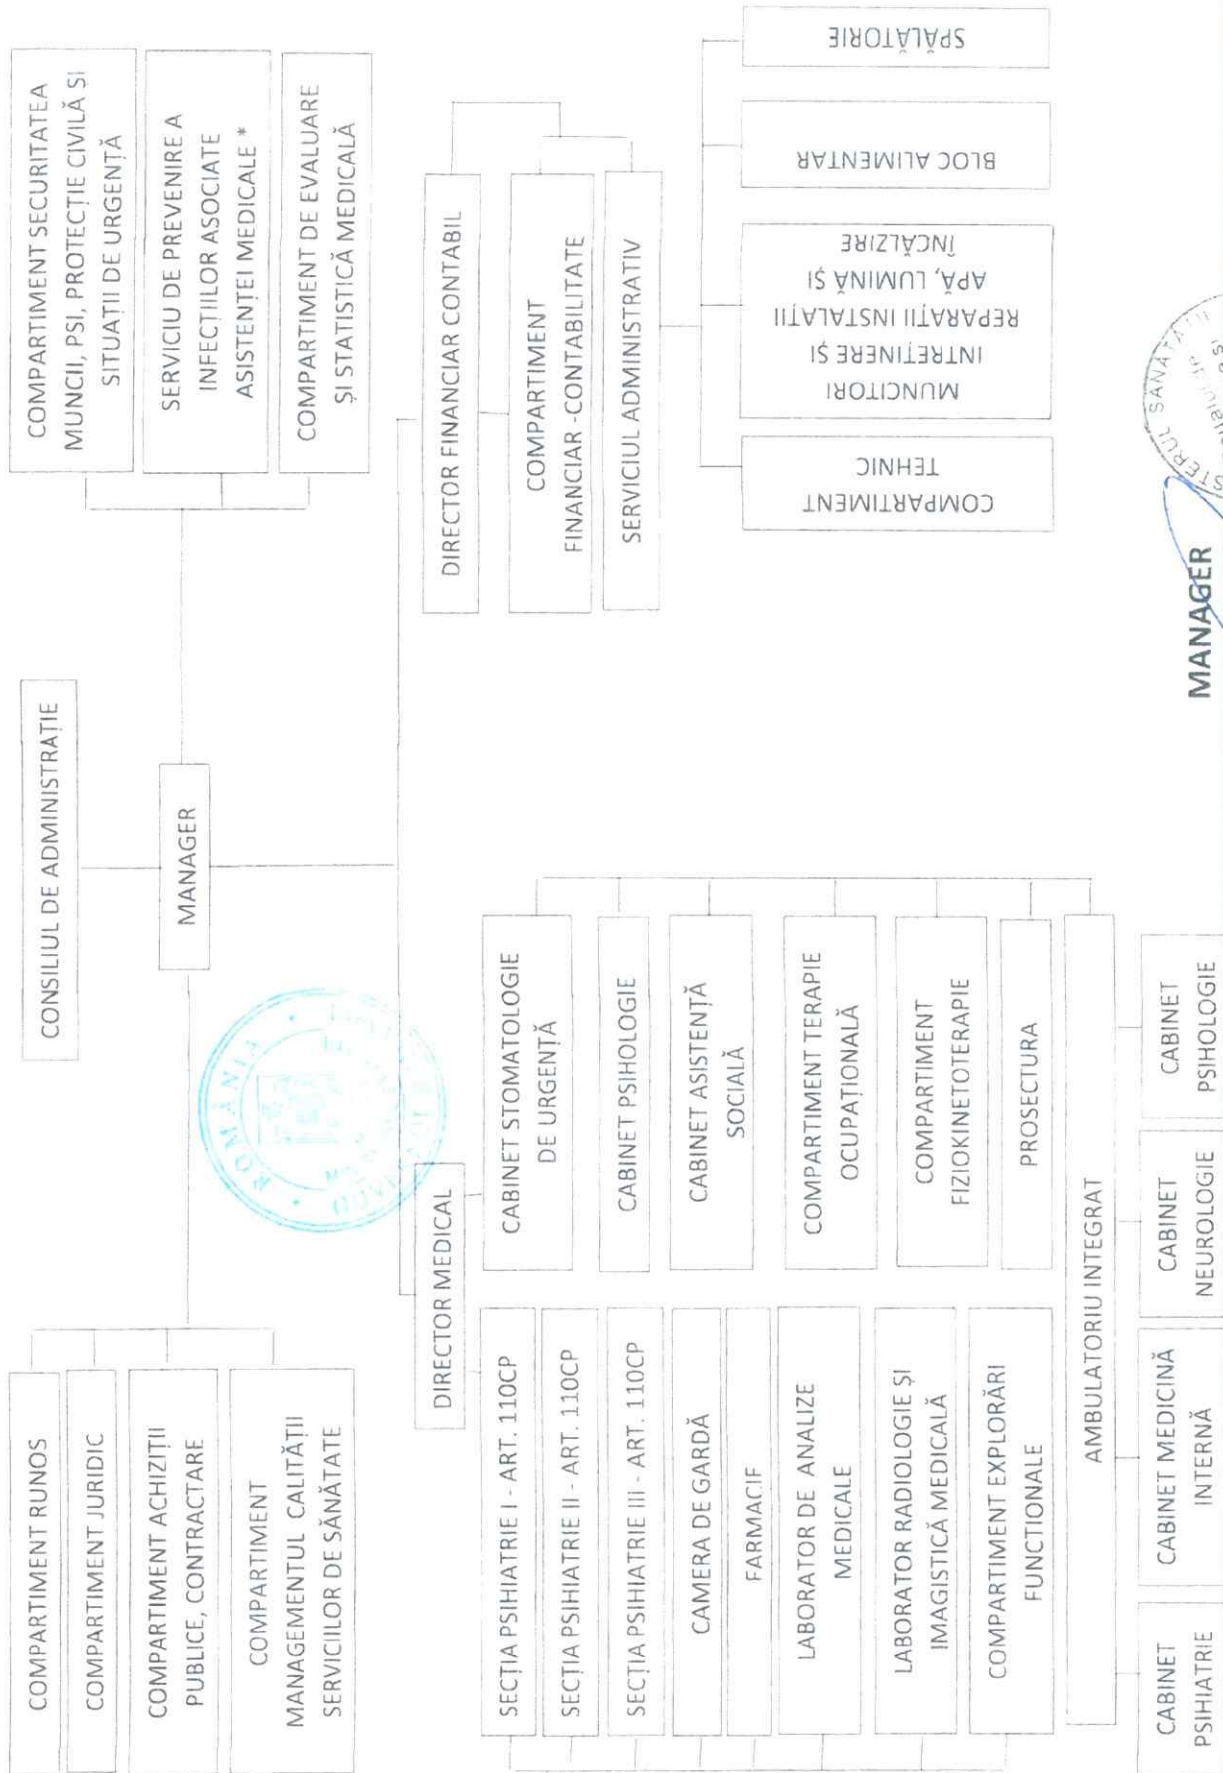 CONSILIUL DE ADMINISTRAȚIE
MANAGER
COMPARTIMENT RUNOS
COMPARTIMENT JURIDIC
COMPARTIMENT ACHIZIȚII
PUBLICE, CONTRACTARE
COMPARTIMENT
MANAGEMENTUL CALITĂȚII
SERVICIILOR DE SĂNĂTATE
COMPARTIMENT SECURITATEA
MUNCII, PSI, PROTECȚIE CIVILĂ ȘI
SITUAȚII DE URGENȚĂ
SERVICIU DE PREVENIRE A
INFECȚIILOR ASOCIATE
ASISTENȚEI MEDICALE *
COMPARTIMENT DE EVALUARE
ȘI STATISTICĂ MEDICALĂ
ROMÂNIA
DIRECTOR MEDICAL
SECȚIA PSIHIATRIE I - ART. 110CP
SECȚIA PSIHIATRIE II - ART. 110CP
SECȚIA PSIHIATRIE III - ART. 110CP
CAMERA DE GARDĂ
FARMACIF
LABORATOR DE ANALIZE
MEDICALE
LABORATOR RADIOLOGIE ȘI
IMAGISTICĂ MEDICALĂ
COMPARTIMENT EXPLORĂRI
FUNCTIONALE
CABINET STOMATOLOGIE
DE URGENȚĂ
CABINET PSIHOLOGIE
CABINET ASISTENȚĂ
SOCIALĂ
COMPARTIMENT TERAPIE
OCUPAȚIONALĂ
COMPARTIMENT
FIZIOKINETOTERAPIE
PROSECTURA
AMBULATORIU INTEGRAT
CABINET
PSIHIATRIE
CABINET MEDICINĂ
INTERNĂ
CABINET
NEUROLOGIE
CABINET
PSIHOLOGIE
DIRECTOR FINANCIAR CONTABIL
COMPARTIMENT
FINANCIAR -CONTABILITATE
SERVICIUL ADMINISTRATIV
COMPARTIMENT
TEHNIC
MUNCITORI
INTREȚINERE ȘI
REPARAȚII INSTALAȚII
APĂ, LUMINĂ ȘI
ÎNCĂLZIRE
BLOC ALIMENTAR
SPĂLĂTORIE
MANAGER
STERUL SĂNĂTĂȚII